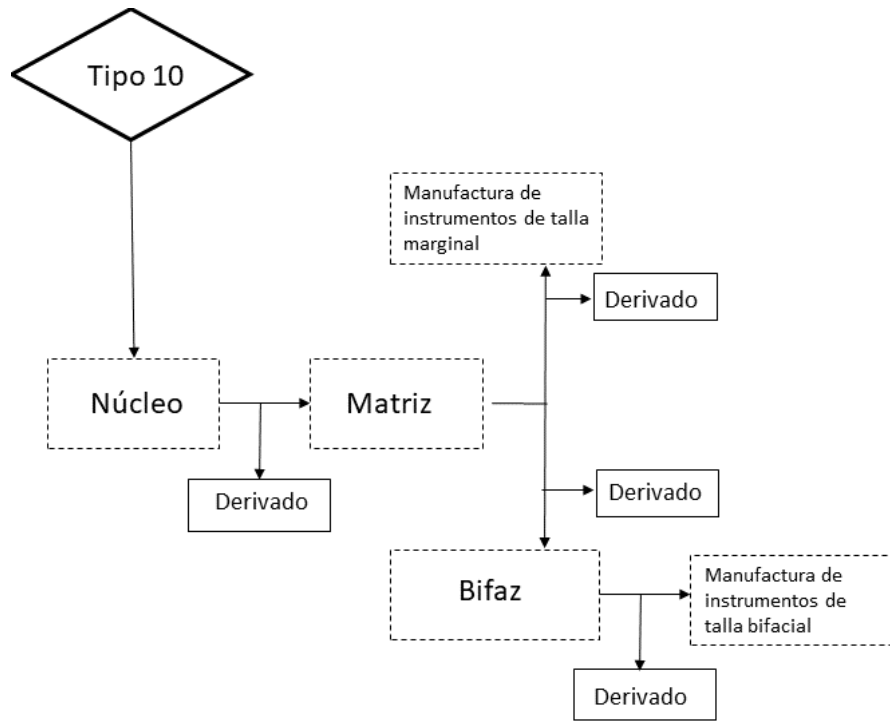 Tipo 10
Manufactura de
instrumentos de talla
marginal
Derivado
Núcleo
Matriz
Derivado
Derivado
Bifaz
Manufactura de
instrumentos de
talla bifacial
Derivado